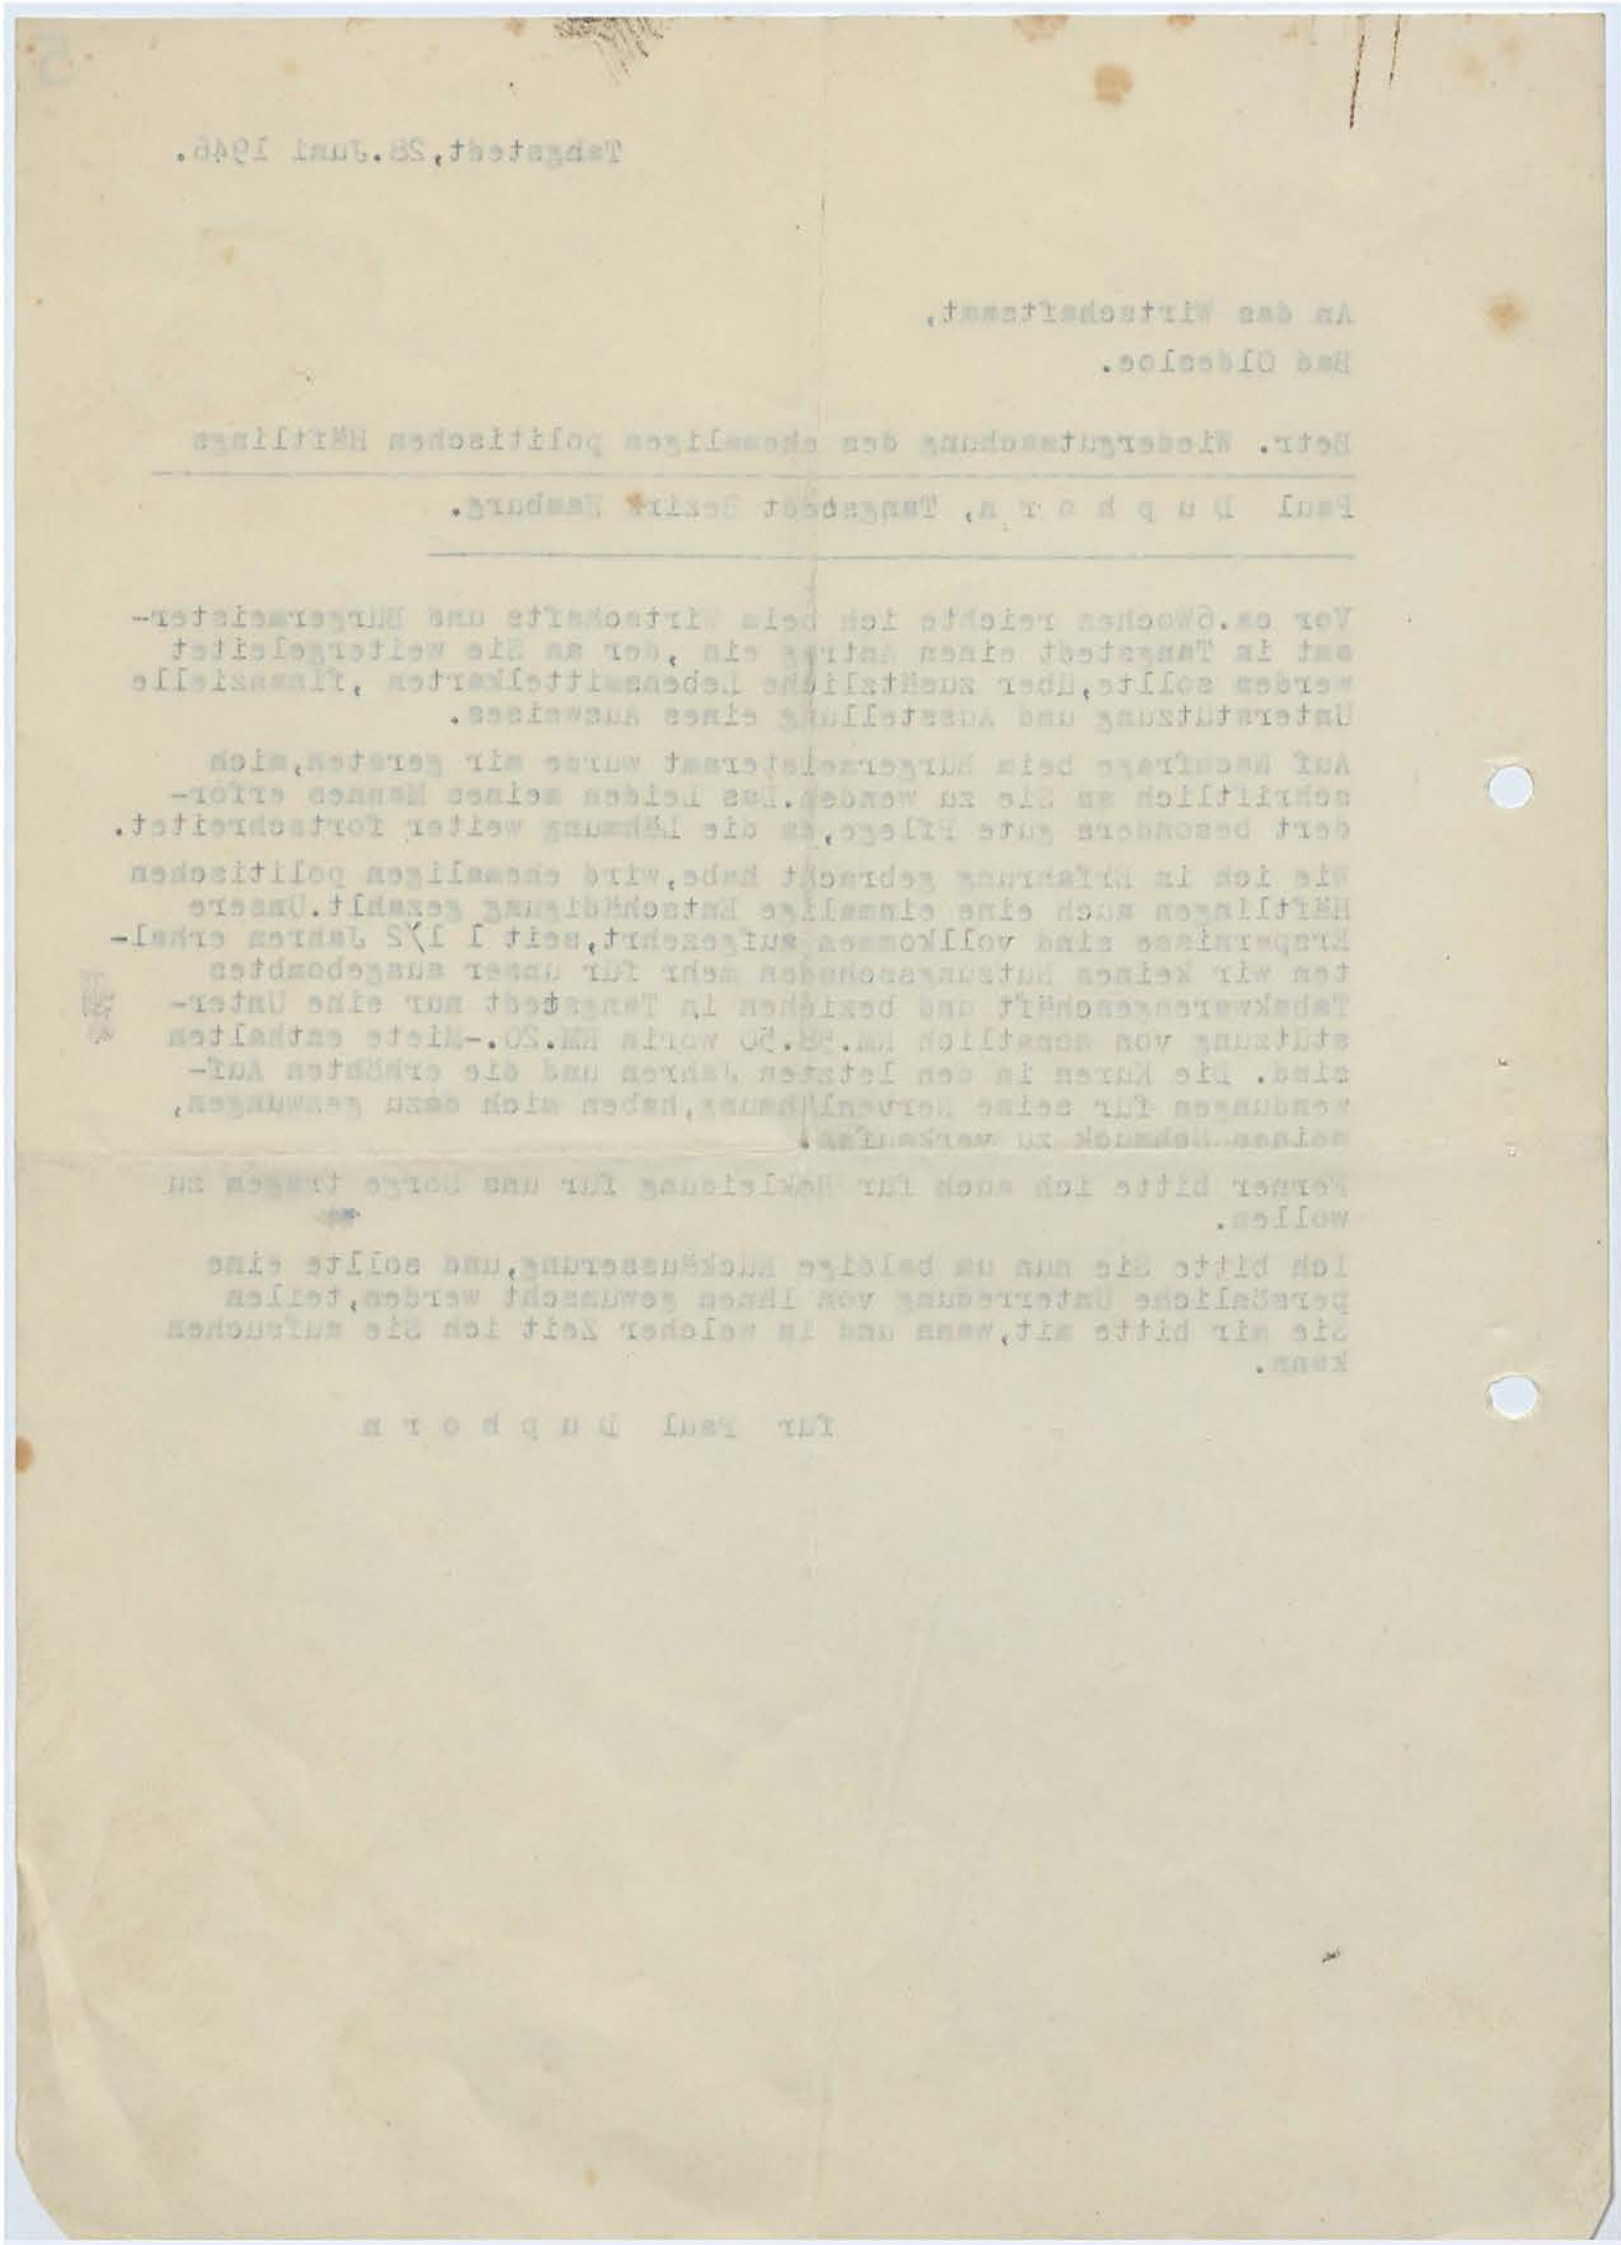 5
Tangstedt,28.Juni 1946.
An das Wirtschaftsamt,
Bad Oldesloe.
Betr. Wiedergutmachung des ehemaligen politischen Häftlings
Paul D u p h o r n, Tangstedt Bezirk Hamburg.
Vor ca.6Wochen reichte ich beim Wirtschafts und Bürgermeister-
amt in Tangstedt einen Antrag ein ,der an Sie weitergeleitet
werden sollte,über zusätzliche Lebensmittelkarten ,finanzielle
Unterstützung und Ausstellung eines Ausweises.
Auf Nachfrage beim Bürgermeisteramt wurde mir geraten,mich
schriftlich an Sie zu wenden.Das Leiden meines Mannes erfor-
dert besonders gute Pflege,da die Lähmung weiter fortschreitet.
Wie ich in Erfahrung gebracht habe,wird ehemaligen politischen
Häftlingen auch eine einmalige Entschädigung gezahlt.Unsere
Ersparnisse sind vollkommen aufgezehrt,seit 1 1/2 Jahren erhal-
ten wir keinen Nutzungsschaden mehr für unser ausgebombtes
Tabakwarengeschäft und beziehen in Tangstedt nur eine Unter-
stützung von monatlich RM.58.50 worin RM.20.-Miete enthalten
sind. Die Kuren in den letzten Jahren und die erhöhten Auf-
wendungen für seine Nervenlähmung,haben mich dazu gezwungen,
meinen Schmuck zu verkaufen.
Ferner bitte ich auch für Bekleidung für uns Sorge tragen zu
wollen.
Ich bitte Sie nun um baldige Rückäusserung,und sollte eine
persönliche Unterredung von Ihnen gewünscht werden,teilen
Sie mir bitte mit,wann und in welcher Zeit ich Sie aufsuchen
kann.
für Paul D u p h o r n